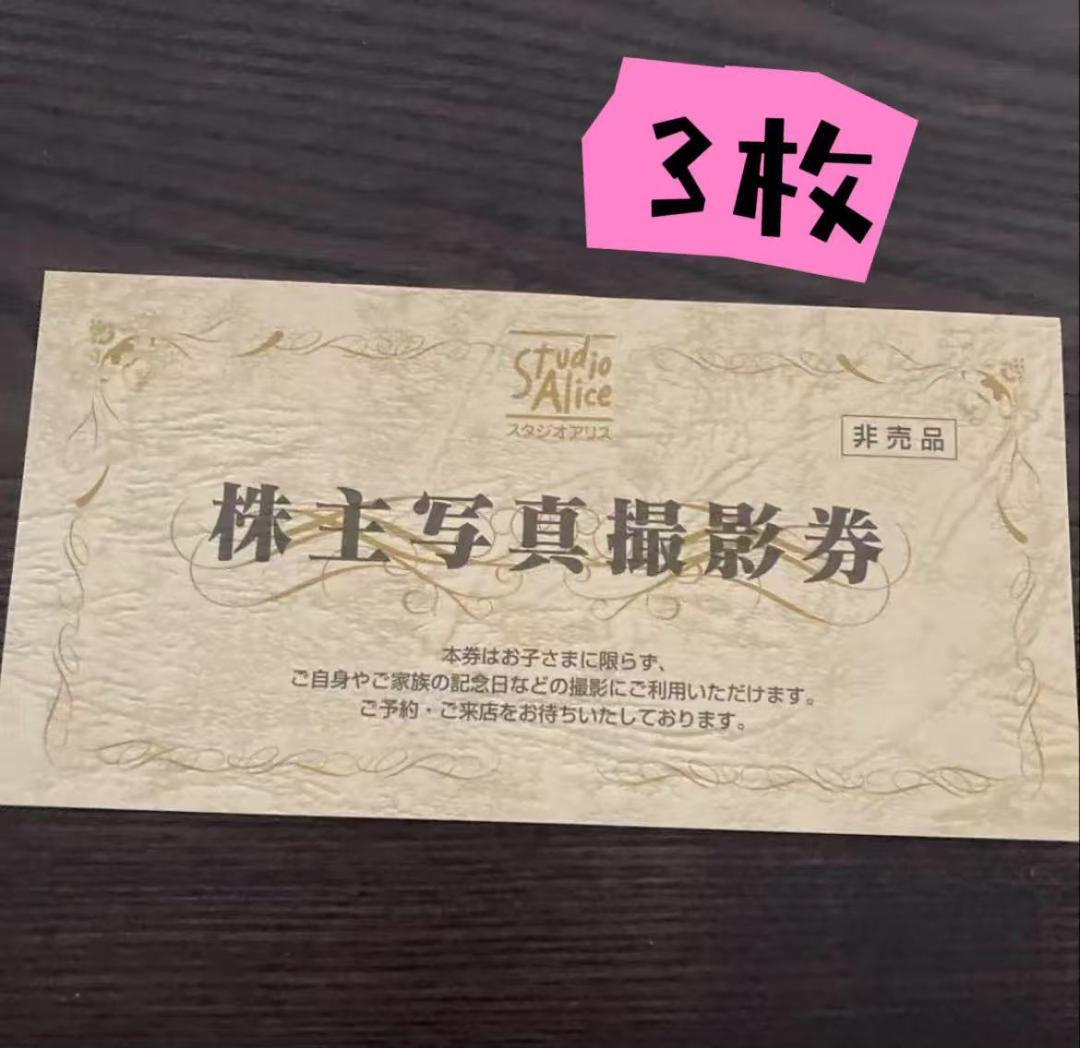 3枚
Studio
Alice
スタジオアリス
非売品
株主写真撮影券
本券はお子さまに限らず、
ご自身やご家族の記念日などの撮影にご利用いただけます。
ご予約・ご来店をお待ちいたしております。